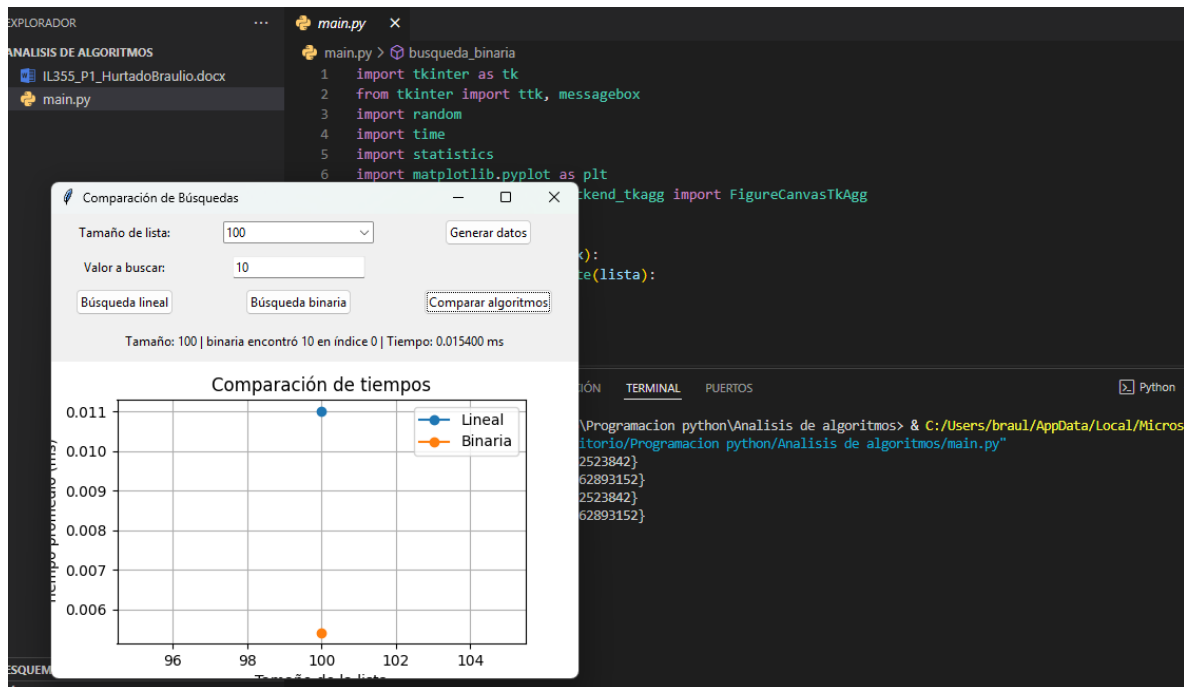 EXPLORADOR
ANALISIS DE ALGORITMOS
IL355_P1_HurtadoBraulio.docx
main.py
main.py
main.py > busqueda_binaria
1 import tkinter as tk
2 from tkinter import ttk, messagebox
3 import random
4 import time
5 import statistics
6 import matplotlib.pyplot as plt
ckend_tkagg import FigureCanvasTkAgg
x):
te(lista):
Comparación de Búsquedas
Tamaño de lista:
100
Generar datos
Valor a buscar:
10
Búsqueda lineal
Búsqueda binaria
Comparar algoritmos
Tamaño: 100 | binaria encontró 10 en índice 0 | Tiempo: 0.015400 ms
Comparación de tiempos
Lineal
Binaria
0.011
0.010
0.009
0.008
0.007
0.006
Tiempo promedio (ms)
96 98 100 102 104
Tamaño de la lista
IÓN TERMINAL PUERTOS
Python
\Programacion python\Analisis de algoritmos> & C:/Users/braul/AppData/Local/Micros
itorio/Programacion python/Analisis de algoritmos/main.py"
2523842}
62893152}
2523842}
62893152}
ESQUEM